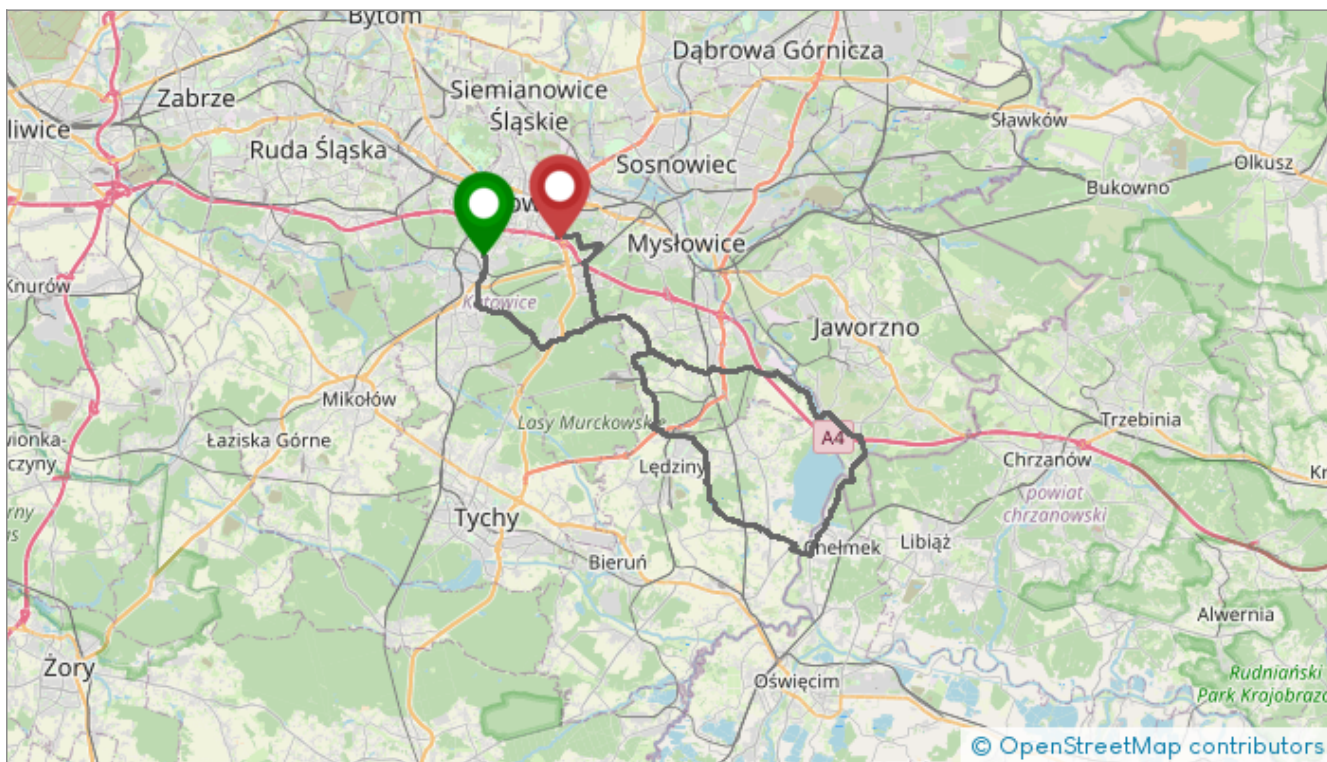 Bytom
Dąbrowa Górnicza
Zabrze
Siemianowice
Śląskie
Sławków
liwice
Ruda Śląska
Sosnowiec
Olkusz
Bukowno
Mysłowice
Knurów
Katowice
Jaworzno
Mikołów
Trzebinia
Lasy Murckowskie
Łaziska Górne
A4
Chrzanów
Lędziny
powiat
chrzanowski
Tychy
Chełmek
Libiąż
Bieruń
Alwernia
Żory
Oświęcim
Rudniański
Park Krajobrazo
© OpenStreetMap contributors